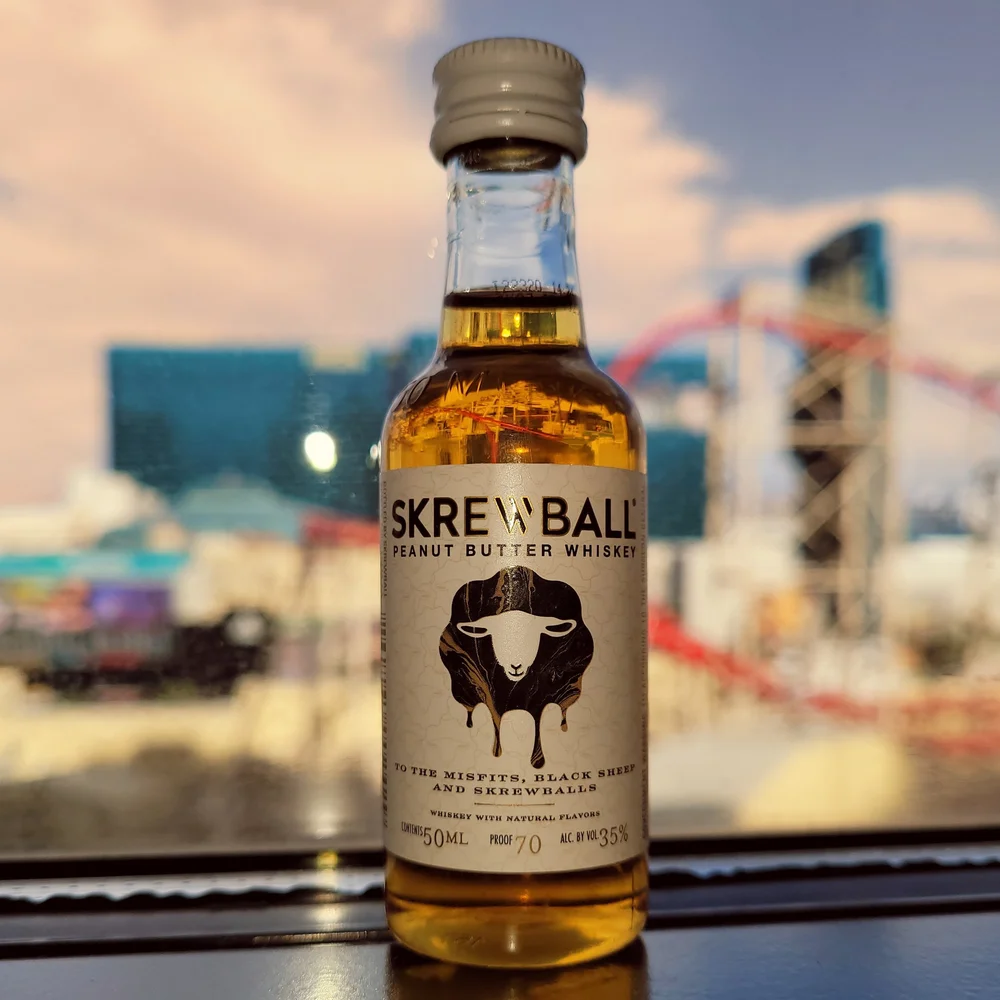 SKREWBALL
PEANUT BUTTER WHISKEY
TO THE MISFITS, BLACK SHEEP
AND SKREWBALLS
WHISKEY WITH NATURAL FLAVORS
CONTENTS 50ML PROOF 70 ALC. BY VOL 35%